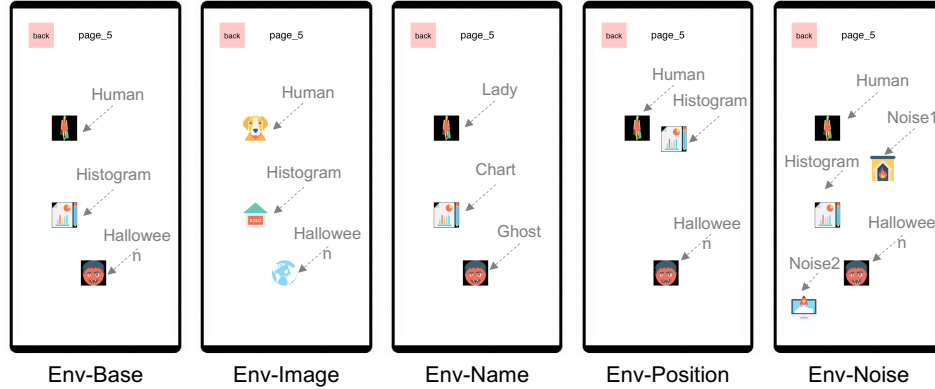 back page_5
Human
Histogram
Hallowee
n
Env-Base
back page_5
Human
Histogram
SOLD
Hallowee
n
Env-Image
back page_5
Lady
Chart
Ghost
Env-Name
back page_5
Human
Histogram
Hallowee
n
Env-Position
back page_5
Human
Noise1
Histogram
Hallowee
n
Noise2
Env-Noise